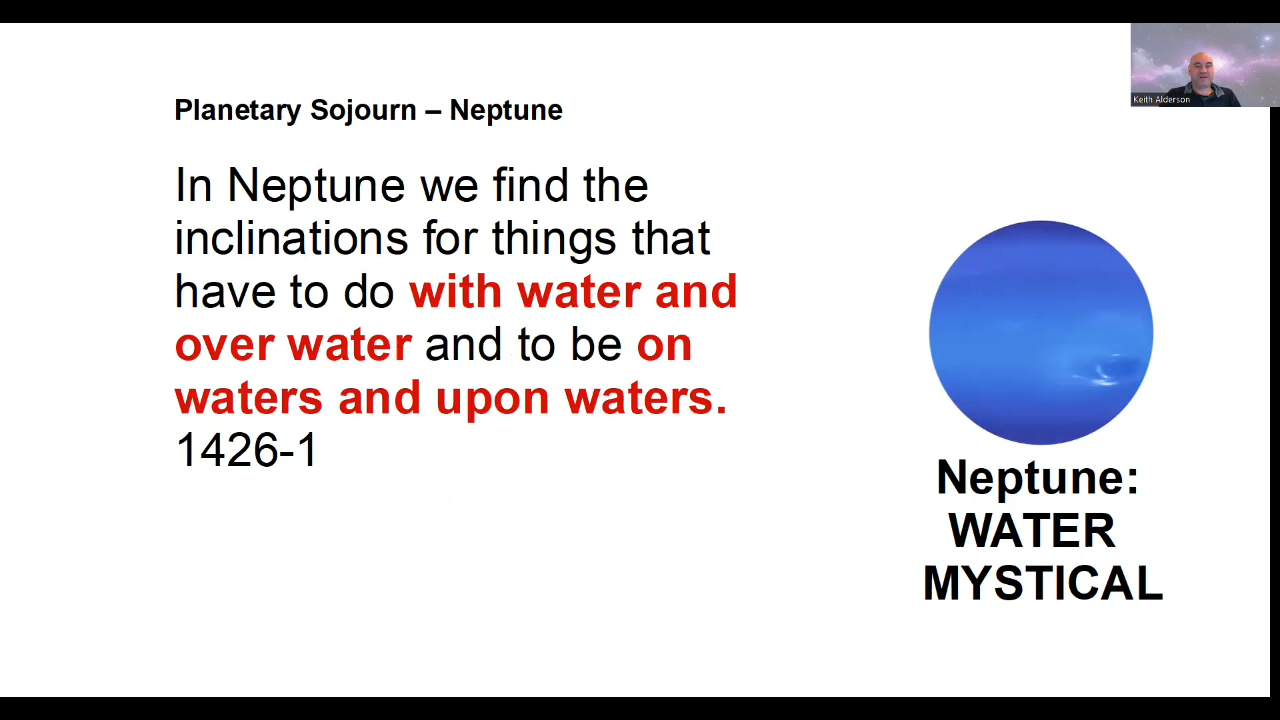 Keith Alderson
Planetary Sojourn – Neptune
In Neptune we find the
inclinations for things that
have to do with water and
over water and to be on
waters and upon waters.
1426-1
Neptune:
WATER
MYSTICAL